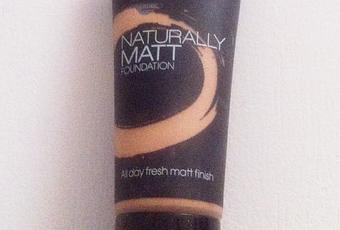 NATURALLY
MATT
FOUNDATION
All day fresh matt finish